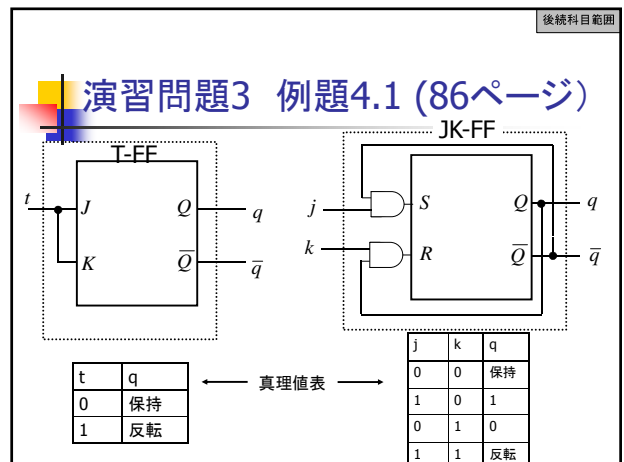 後続科目範囲
演習問題3 例題4.1 (86ページ)
T-FF
JK-FF
t
J
Q
q
K
Q̅
q̅
j
S
Q
q
k
R
Q̅
q̅
t q
0 保持
1 反転
真理値表
j k q
0 0 保持
1 0 1
0 1 0
1 1 反転